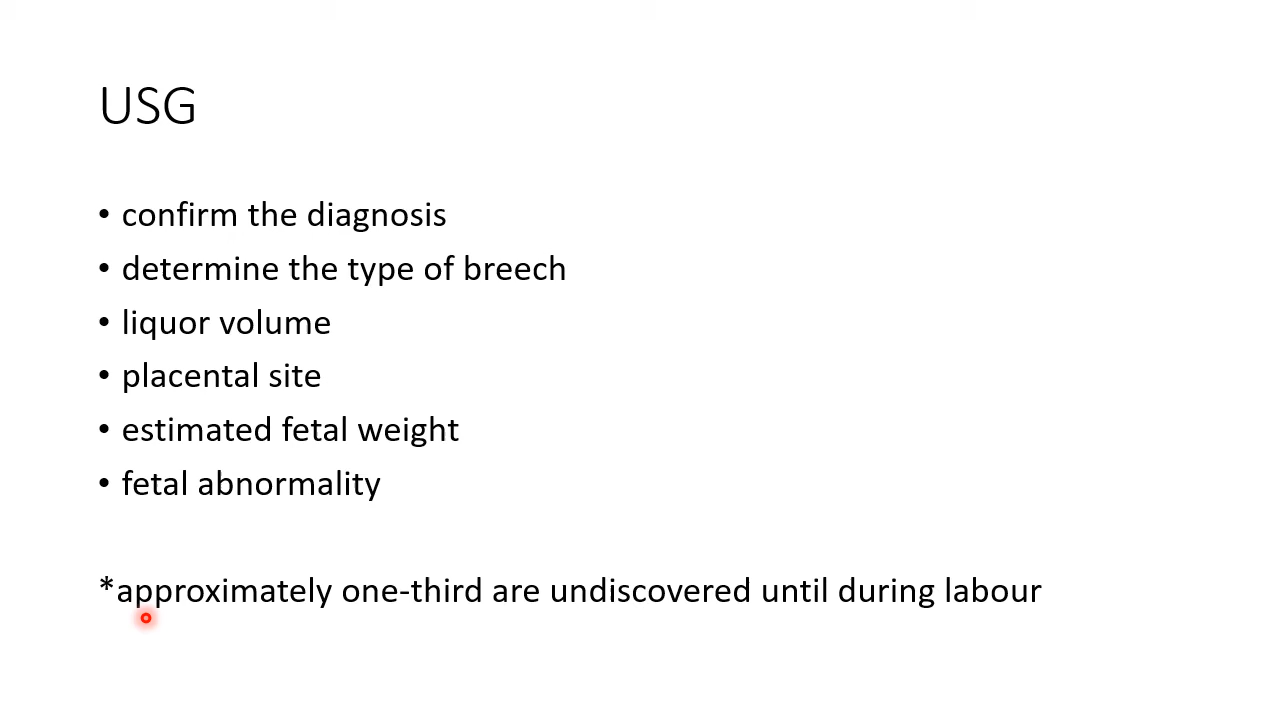 USG
• confirm the diagnosis
• determine the type of breech
• liquor volume
• placental site
• estimated fetal weight
• fetal abnormality
*approximately one-third are undiscovered until during labour